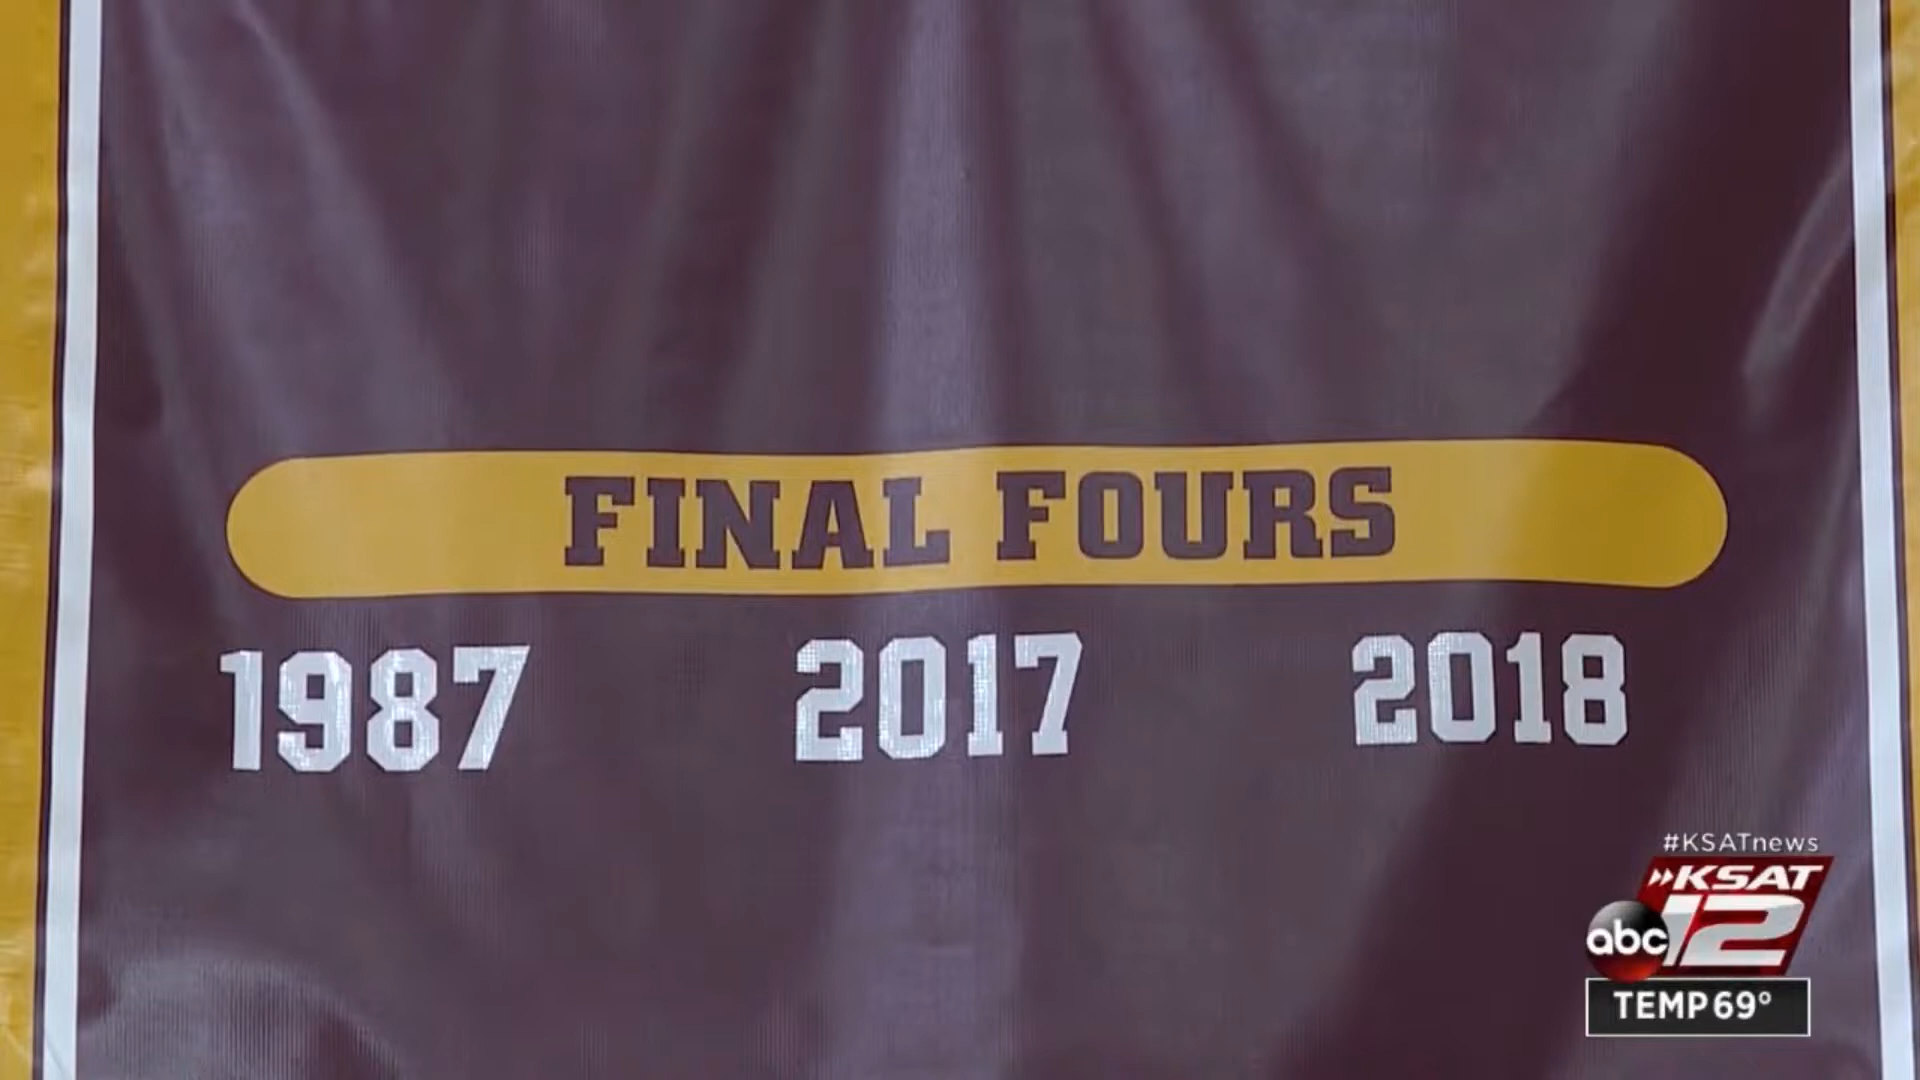 FINAL FOURS
1987 2017 2018
#KSATnews
KSAT
abc 12
TEMP 69°